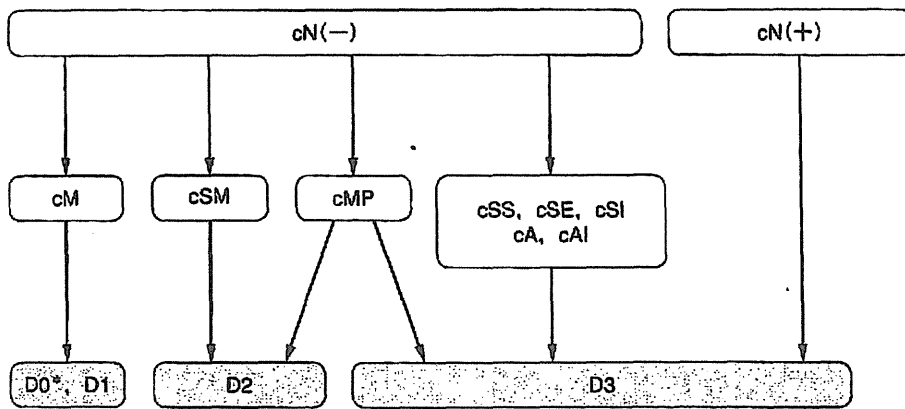 cN(−)
cN(+)
cM
cSM
cMP
cSS, cSE, cSI
cA, cAI
D0*, D1
D2
D3